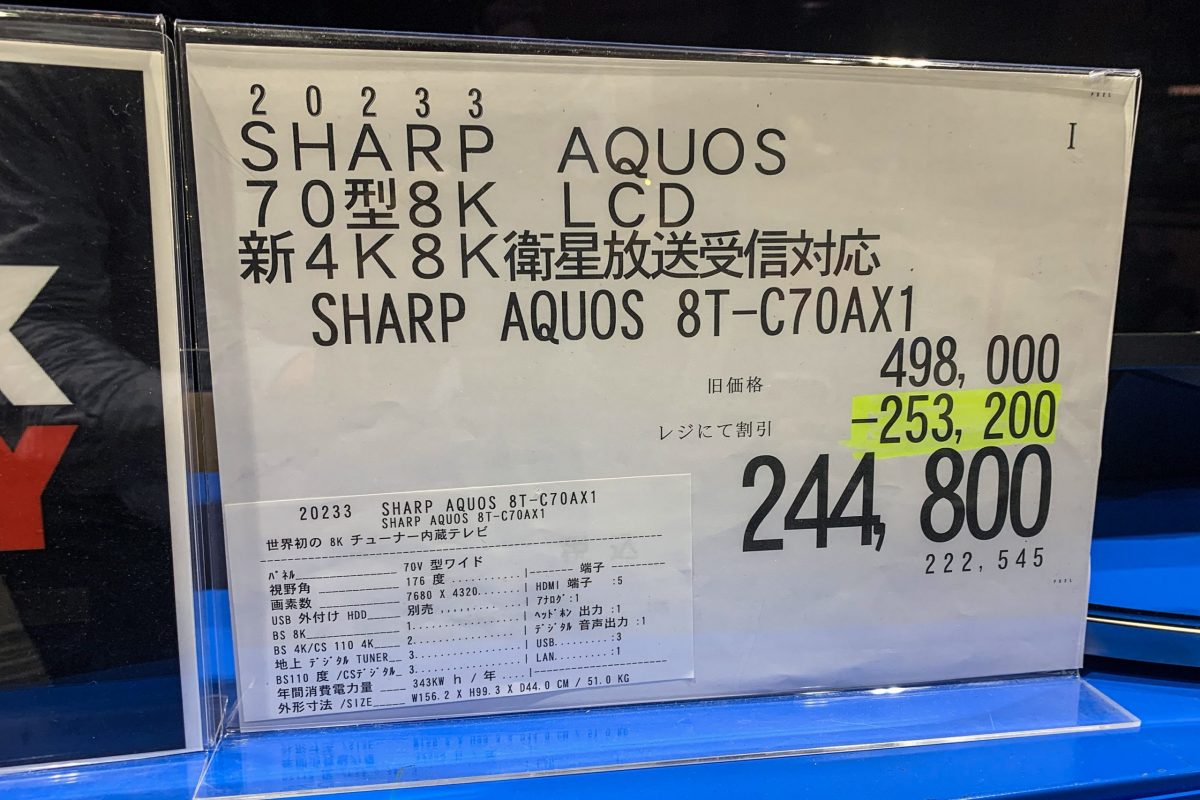 20233
SHARP AQUOS
I
70型8K LCD
新4K8K衛星放送受信対応
SHARP AQUOS 8T-C70AX1
498,000
旧価格
-253,200
レジにて割引
244,800
222,545
20233 SHARP AQUOS 8T-C70AX1
SHARP AQUOS 8T-C70AX1
世界初の 8K チューナー内蔵テレビ
ﾊﾟﾈﾙ 70V 型ワイド
視野角 176 度
画素数 7680 X 4320
USB 外付け HDD 別売
BS 8K 1
BS 4K/CS 110 4K 2
地上 ﾃﾞｼﾞﾀﾙ TUNER 3
BS110 度 /CSﾃﾞｼﾞﾀﾙ 3
年間消費電力量 343KW h / 年
外形寸法 /SIZE W156.2 X H99.3 X D44.0 CM / 51.0 KG
端子
HDMI 端子 :5
ｱﾅﾛｸﾞ:1
ﾍｯﾄﾞﾎﾝ 出力 :1
ﾃﾞｼﾞﾀﾙ 音声出力 :1
USB :3
LAN :1
K
Y